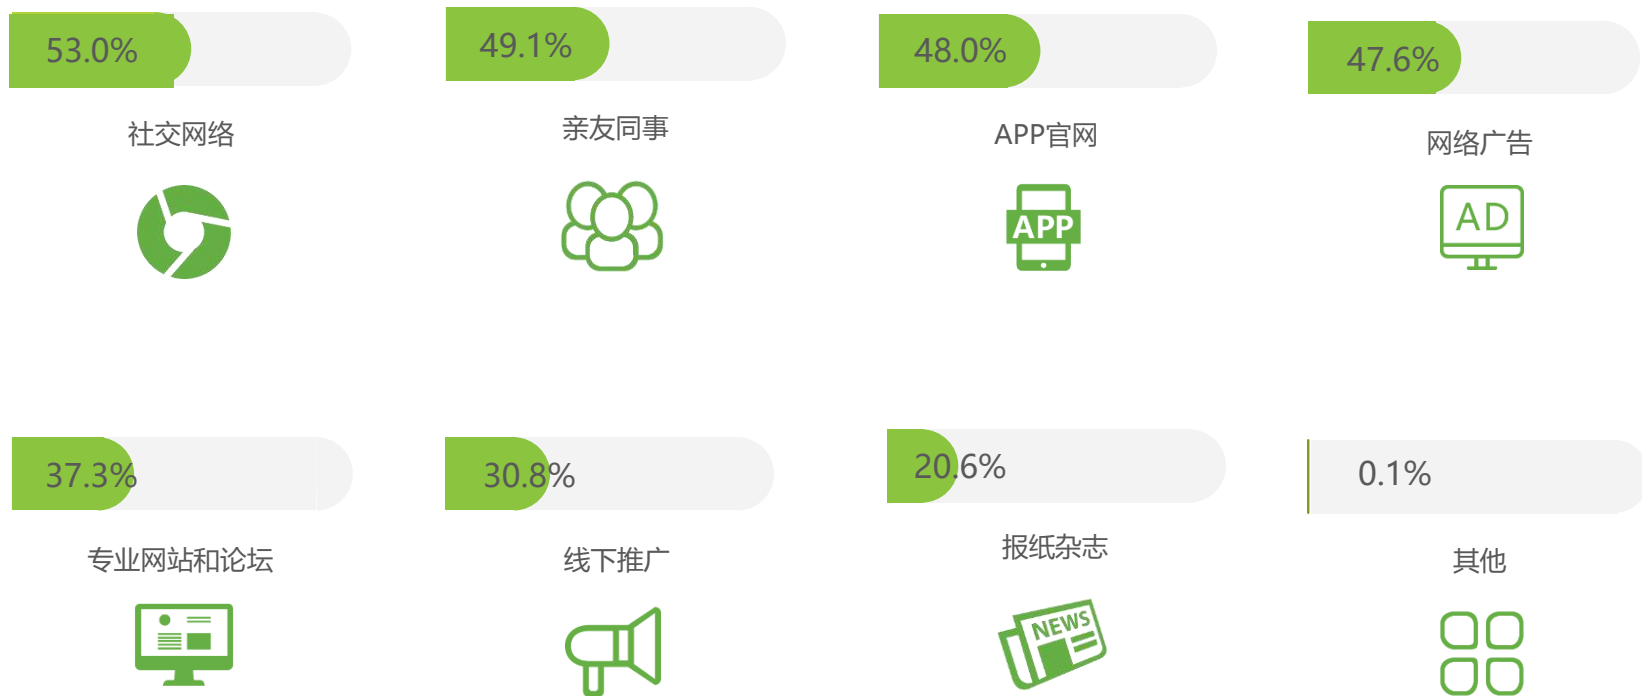 53.0%
49.1%
48.0%
47.6%
社交网络
亲友同事
APP官网
网络广告
APP
AD
37.3%
30.8%
20.6%
0.1%
专业网站和论坛
线下推广
报纸杂志
其他
NEWS